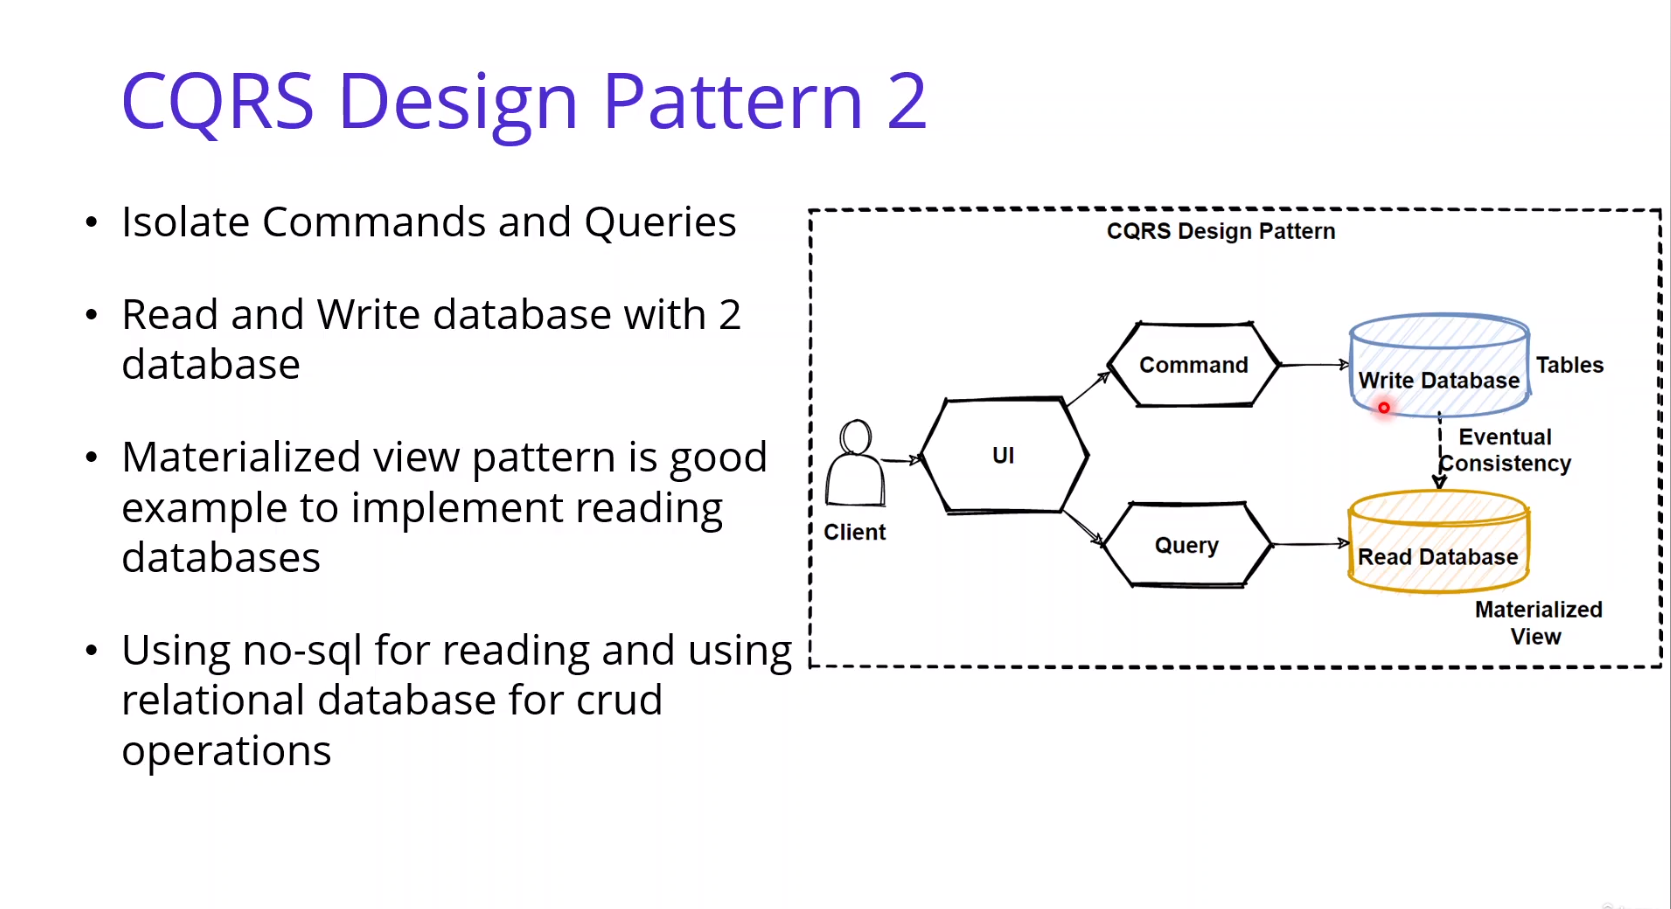 CQRS Design Pattern 2
• Isolate Commands and Queries
• Read and Write database with 2
database
• Materialized view pattern is good
example to implement reading
databases
• Using no-sql for reading and using
relational database for crud
operations
CQRS Design Pattern
Command
Write Database
Tables
Eventual
Consistency
UI
Client
Query
Read Database
Materialized
View